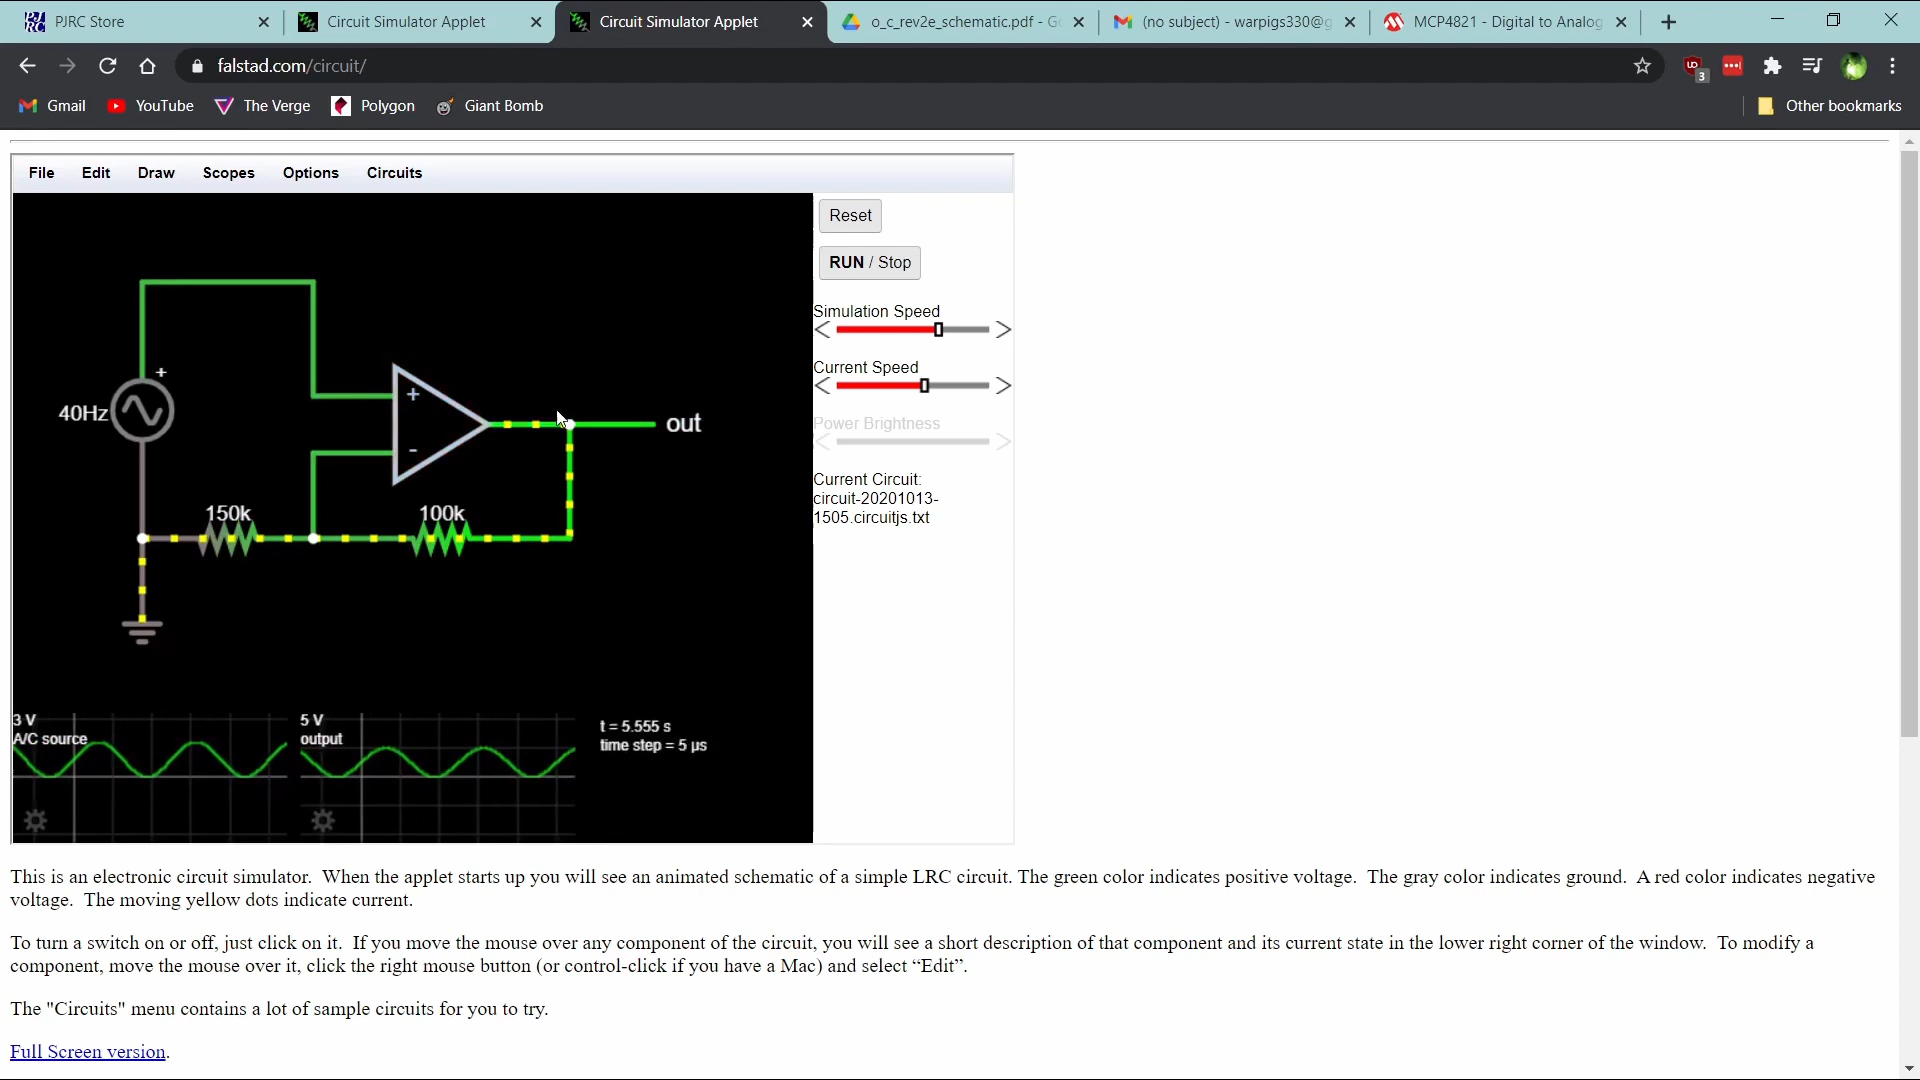 PJRC Store
Circuit Simulator Applet
Circuit Simulator Applet
o_c_rev2e_schematic.pdf - Go
(no subject) - warpigs330@g
MCP4821 - Digital to Analog
falstad.com/circuit/
3
Gmail
YouTube
The Verge
Polygon
Giant Bomb
Other bookmarks
File
Edit
Draw
Scopes
Options
Circuits
Reset
RUN / Stop
Simulation Speed
Current Speed
Power Brightness
Current Circuit:
circuit-20201013-
1505.circuitjs.txt
+
40Hz
+
-
out
150k
100k
3 V
A/C source
5 V
output
t = 5.555 s
time step = 5 µs
This is an electronic circuit simulator.  When the applet starts up you will see an animated schematic of a simple LRC circuit. The green color indicates positive voltage.  The gray color indicates ground.  A red color indicates negative
voltage.  The moving yellow dots indicate current.
To turn a switch on or off, just click on it.  If you move the mouse over any component of the circuit, you will see a short description of that component and its current state in the lower right corner of the window.  To modify a
component, move the mouse over it, click the right mouse button (or control-click if you have a Mac) and select “Edit”.
The "Circuits" menu contains a lot of sample circuits for you to try.
Full Screen version.